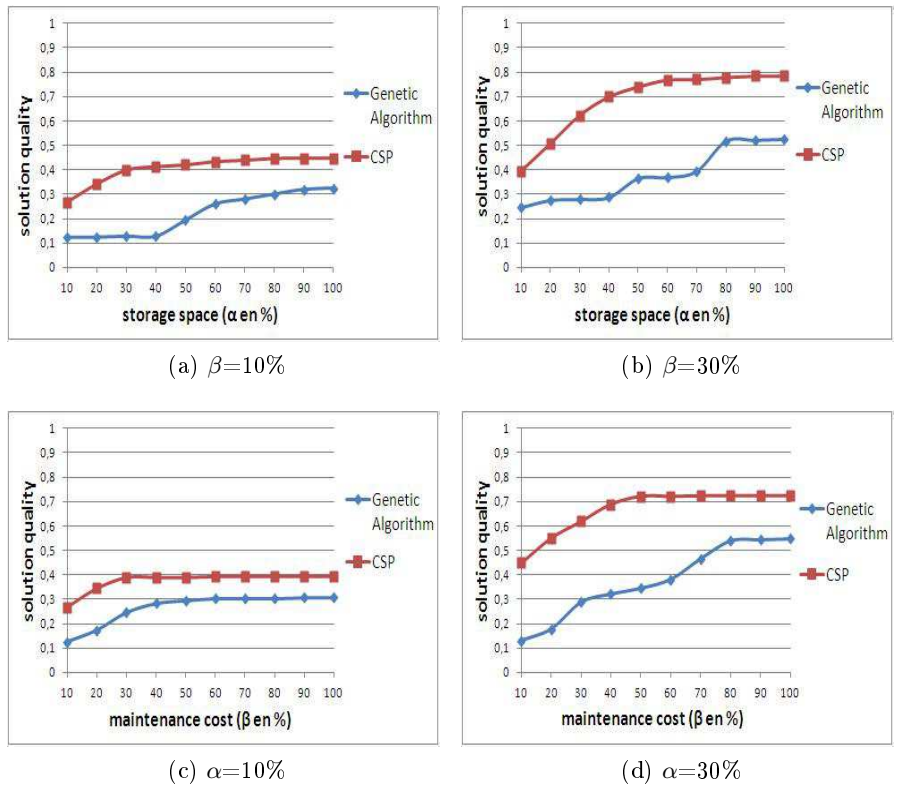 1
0,9
0,8
0,7
0,6
0,5
0,4
0,3
0,2
0,1
0
solution quality
10 20 30 40 50 60 70 80 90 100
storage space (α en %)
Genetic
Algorithm
CSP
(a) β=10%
1
0,9
0,8
0,7
0,6
0,5
0,4
0,3
0,2
0,1
0
solution quality
10 20 30 40 50 60 70 80 90 100
storage space (α en %)
Genetic
Algorithm
CSP
(b) β=30%
1
0,9
0,8
0,7
0,6
0,5
0,4
0,3
0,2
0,1
0
solution quality
10 20 30 40 50 60 70 80 90 100
maintenance cost (β en %)
Genetic
Algorithm
CSP
(c) α=10%
1
0,9
0,8
0,7
0,6
0,5
0,4
0,3
0,2
0,1
0
solution quality
10 20 30 40 50 60 70 80 90 100
maintenance cost (β en %)
Genetic
Algorithm
CSP
(d) α=30%